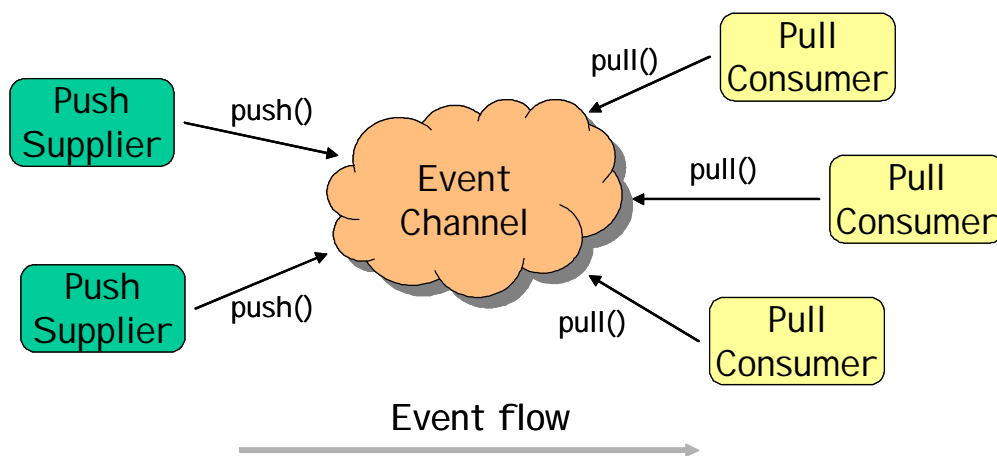 Push
Supplier
push()
Push
Supplier
push()
Event
Channel
pull()
Pull
Consumer
pull()
Pull
Consumer
pull()
Pull
Consumer
Event flow